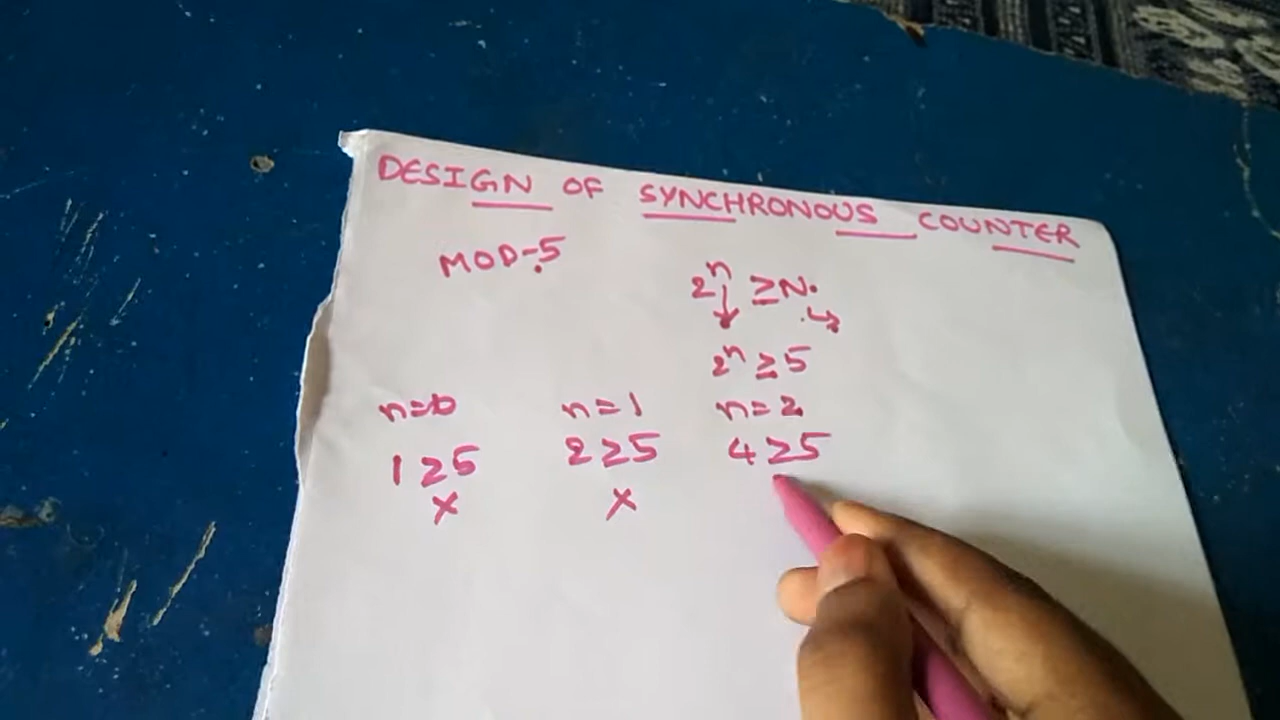 DESIGN OF SYNCHRONOUS COUNTER
MOD-5
2ⁿ ≥N.
2ⁿ ≥5
n=0 n=1 n=2
1≥5 2≥5 4≥5
x x